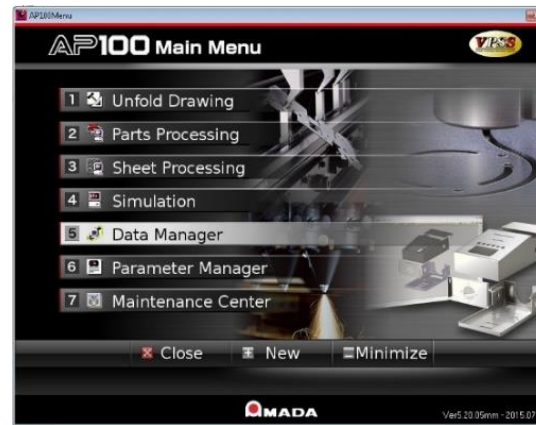 AP100Menu
AP100 Main Menu
VPSS
1 Unfold Drawing
2 Parts Processing
3 Sheet Processing
4 Simulation
5 Data Manager
6 Parameter Manager
7 Maintenance Center
Close New Minimize
AMADA
Ver5.20.05mm - 2015.07